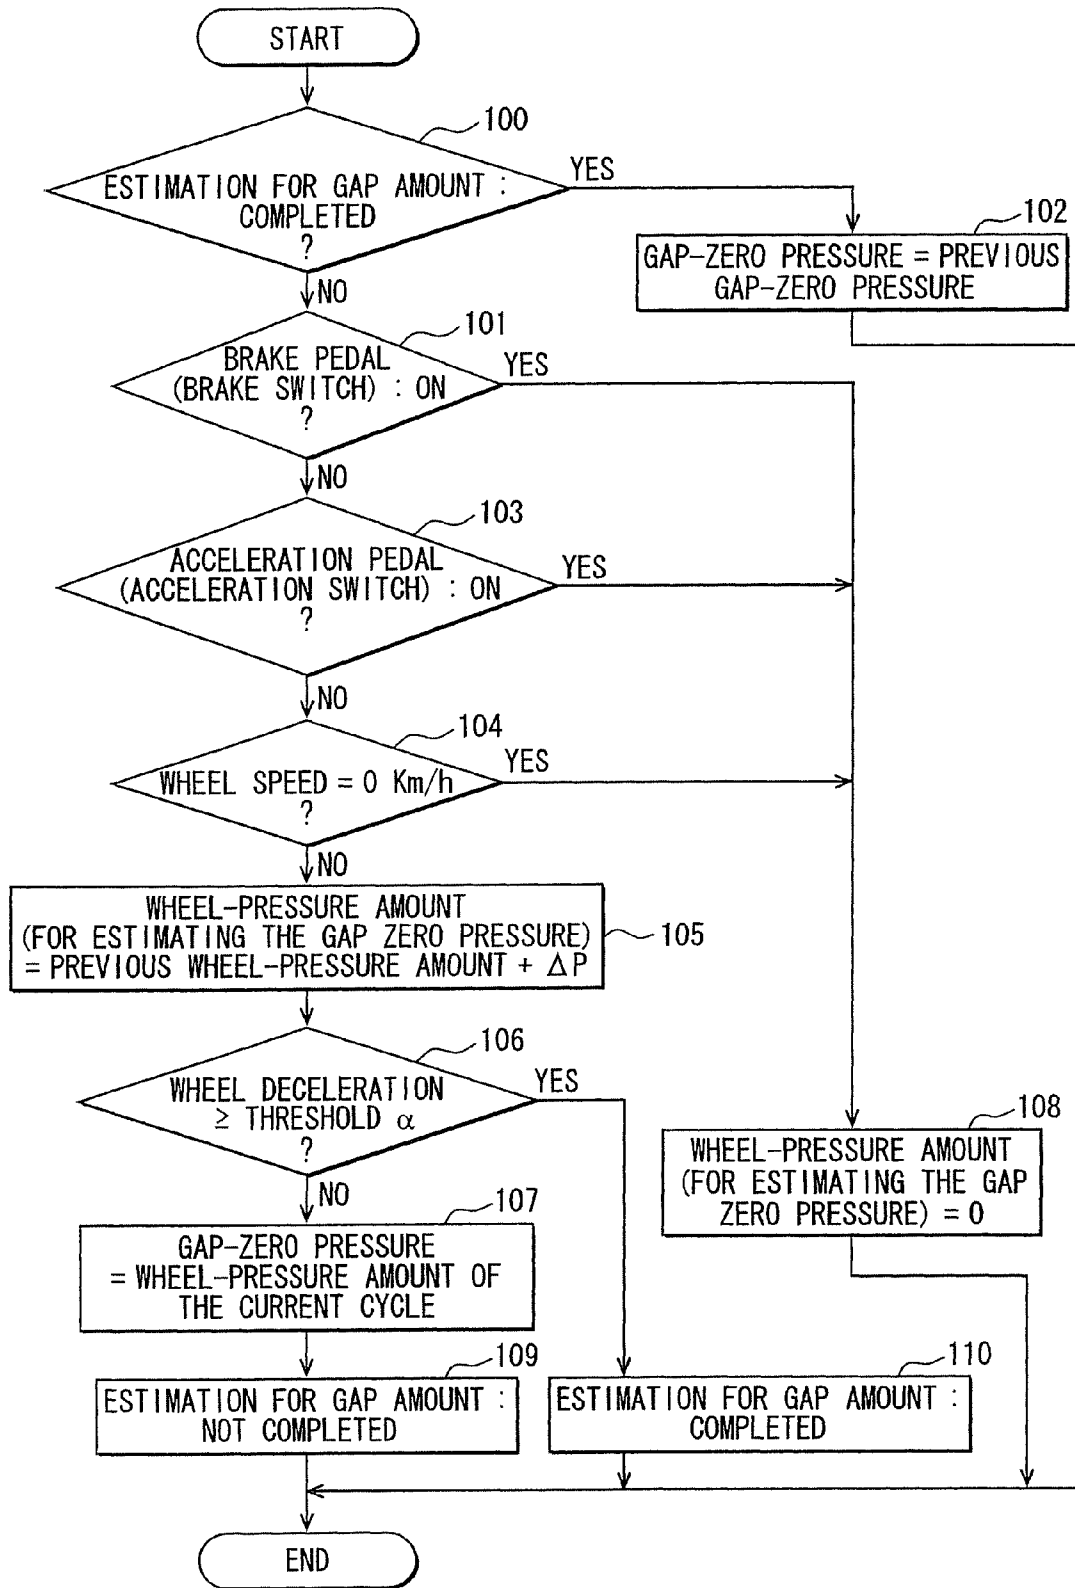 START
100
ESTIMATION FOR GAP AMOUNT :
COMPLETED
?
YES
NO
102
GAP-ZERO PRESSURE = PREVIOUS
GAP-ZERO PRESSURE
101
BRAKE PEDAL
(BRAKE SWITCH) : ON
?
YES
NO
103
ACCELERATION PEDAL
(ACCELERATION SWITCH) : ON
?
YES
NO
104
WHEEL SPEED = 0 Km/h
?
YES
NO
WHEEL-PRESSURE AMOUNT
(FOR ESTIMATING THE GAP ZERO PRESSURE)
= PREVIOUS WHEEL-PRESSURE AMOUNT + ΔP
105
106
WHEEL DECELERATION
≥ THRESHOLD α
?
YES
NO
108
WHEEL-PRESSURE AMOUNT
(FOR ESTIMATING THE GAP
ZERO PRESSURE) = 0
107
GAP-ZERO PRESSURE
= WHEEL-PRESSURE AMOUNT OF
THE CURRENT CYCLE
109
ESTIMATION FOR GAP AMOUNT :
NOT COMPLETED
110
ESTIMATION FOR GAP AMOUNT :
COMPLETED
END